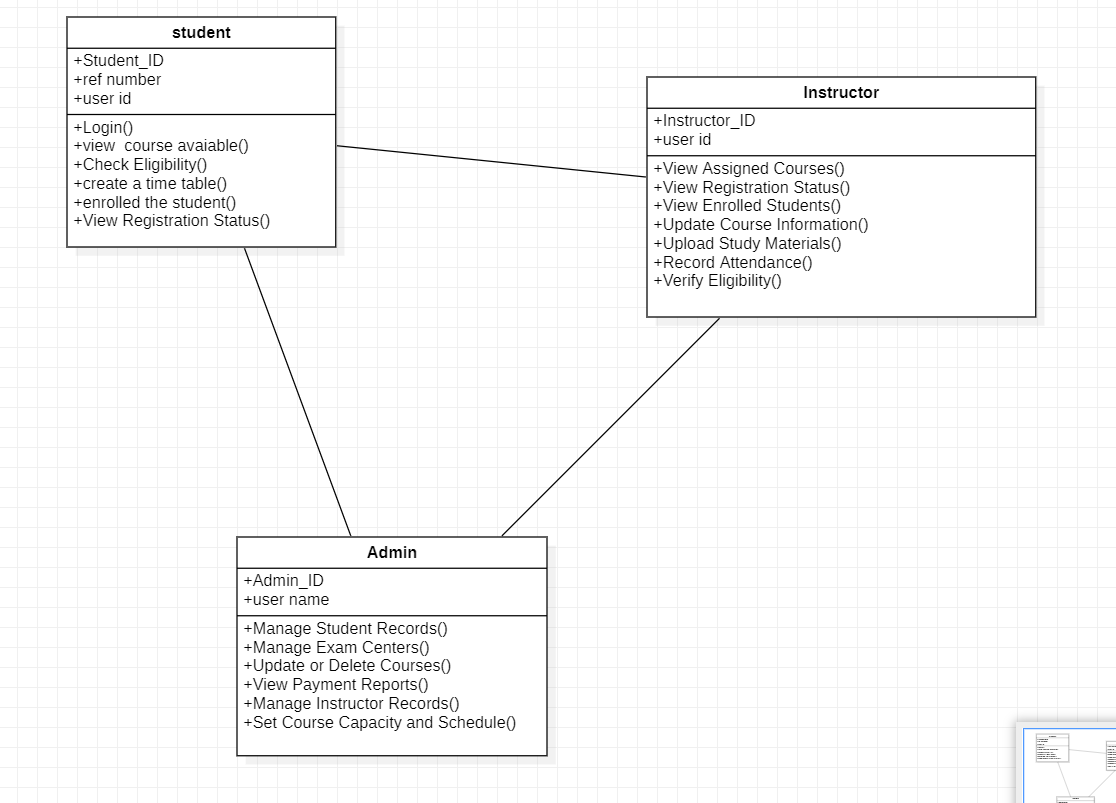 student
+Student_ID
+ref number
+user id
+Login()
+view  course avaiable()
+Check Eligibility()
+create a time table()
+enrolled the student()
+View Registration Status()
Instructor
+Instructor_ID
+user id
+View Assigned Courses()
+View Registration Status()
+View Enrolled Students()
+Update Course Information()
+Upload Study Materials()
+Record Attendance()
+Verify Eligibility()
Admin
+Admin_ID
+user name
+Manage Student Records()
+Manage Exam Centers()
+Update or Delete Courses()
+View Payment Reports()
+Manage Instructor Records()
+Set Course Capacity and Schedule()